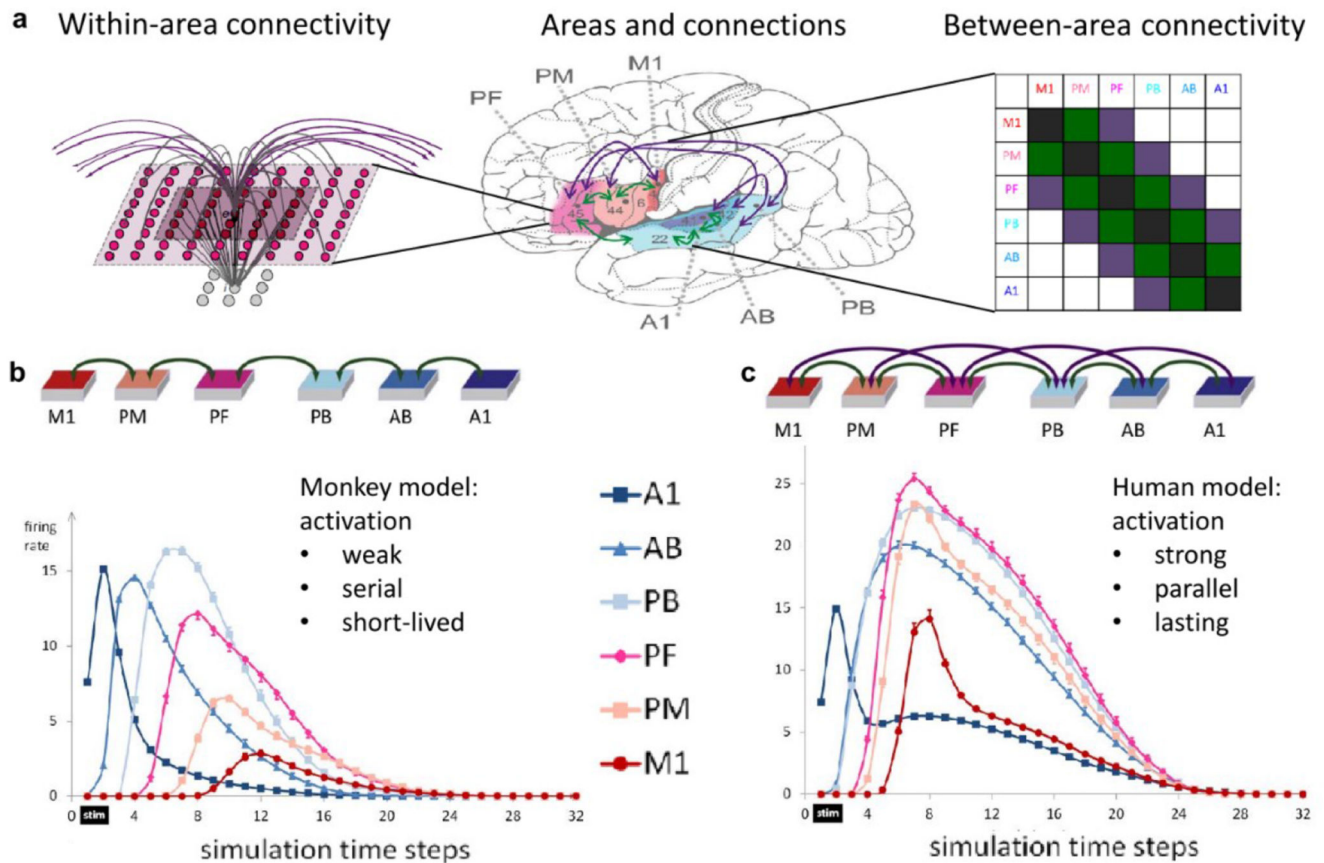 a
Within-area connectivity
Areas and connections
Between-area connectivity
PF
PM
M1
45
44
6
41
42
22
A1
AB
PB
M1 PM PF PB AB A1
M1
PM
PF
PB
AB
A1
b
M1 PM PF PB AB A1
c
M1 PM PF PB AB A1
Monkey model:
activation
• weak
• serial
• short-lived
firing
rate
15
10
5
0
0 stim 4 8 12 16 20 24 28 32
simulation time steps
A1
AB
PB
PF
PM
M1
Human model:
activation
• strong
• parallel
• lasting
25
20
15
10
5
0
0 stim 4 8 12 16 20 24 28 32
simulation time steps